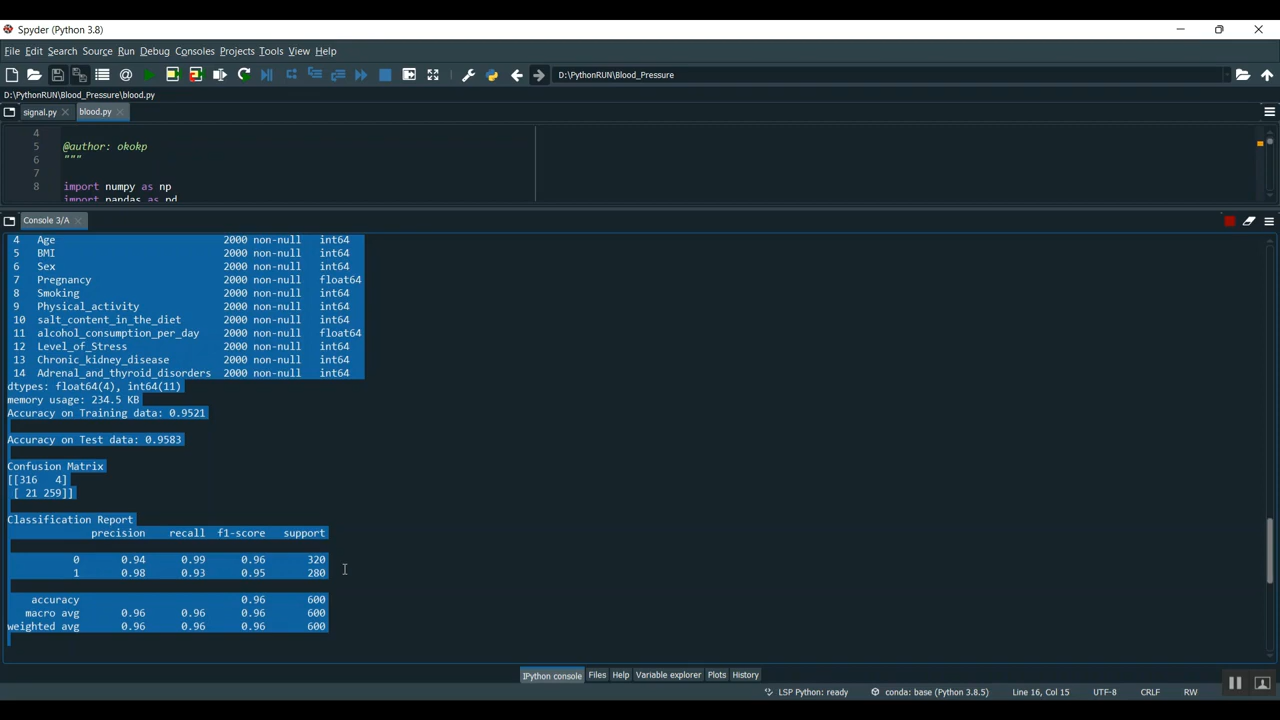 Spyder (Python 3.8)
File Edit Search Source Run Debug Consoles Projects Tools View Help
D:\PythonRUN\Blood_Pressure
D:\PythonRUN\Blood_Pressure\blood.py
signal.py blood.py
4
5 @author: okokp
6 """
7
8 import numpy as np
import pandas as pd
Console 3/A
4 Age 2000 non-null int64
5 BMI 2000 non-null int64
6 Sex 2000 non-null int64
7 Pregnancy 2000 non-null float64
8 Smoking 2000 non-null int64
9 Physical_activity 2000 non-null int64
10 salt_content_in_the_diet 2000 non-null int64
11 alcohol_consumption_per_day 2000 non-null float64
12 Level_of_Stress 2000 non-null int64
13 Chronic_kidney_disease 2000 non-null int64
14 Adrenal_and_thyroid_disorders 2000 non-null int64
dtypes: float64(4), int64(11)
memory usage: 234.5 KB
Accuracy on Training data: 0.9521
Accuracy on Test data: 0.9583
Confusion Matrix
[[316 4]
[ 21 259]]
Classification Report
precision recall f1-score support
0 0.94 0.99 0.96 320
1 0.98 0.93 0.95 280
accuracy 0.96 600
macro avg 0.96 0.96 0.96 600
weighted avg 0.96 0.96 0.96 600
IPython console Files Help Variable explorer Plots History
LSP Python: ready conda: base (Python 3.8.5) Line 16, Col 15 UTF-8 CRLF RW